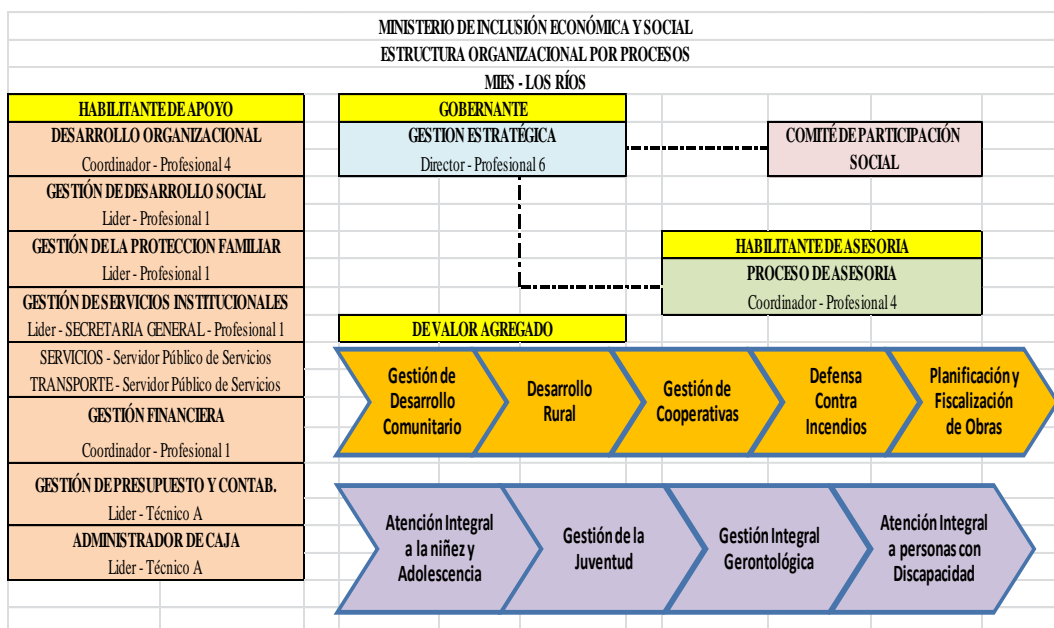 MINISTERIO DE INCLUSIÓN ECONÓMICA Y SOCIAL
ESTRUCTURA ORGANIZACIONAL POR PROCESOS
MIES - LOS RÍOS
HABILITANTE DE APOYO
DESARROLLO ORGANIZACIONAL
Coordinador - Profesional 4
GESTIÓN DE DESARROLLO SOCIAL
Lider - Profesional 1
GESTIÓN DE LA PROTECCION FAMILIAR
Lider - Profesional 1
GESTIÓN DE SERVICIOS INSTITUCIONALES
Lider - SECRETARIA GENERAL - Profesional 1
SERVICIOS - Servidor Público de Servicios
TRANSPORTE - Servidor Público de Servicios
GESTIÓN FINANCIERA
Coordinador - Profesional 1
GESTIÓN DE PRESUPUESTO Y CONTAB.
Lider - Técnico A
ADMINISTRADOR DE CAJA
Lider - Técnico A
GOBERNANTE
GESTION ESTRATÉGICA
Director - Profesional 6
COMITÉ DE PARTICIPACIÓN
SOCIAL
HABILITANTE DE ASESORIA
PROCESO DE ASESORIA
Coordinador - Profesional 4
DE VALOR AGREGADO
Gestión de
Desarrollo
Comunitario
Desarrollo
Rural
Gestión de
Cooperativas
Defensa
Contra
Incendios
Planificación y
Fiscalización
de Obras
Atención Integral
a la niñez y
Adolescencia
Gestión de la
Juventud
Gestión Integral
Gerontológica
Atención Integral
a personas con
Discapacidad